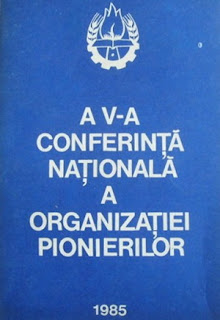 A V-A
CONFERINȚĂ
NAȚIONALĂ
A
ORGANIZAȚIEI
PIONIERILOR
1985